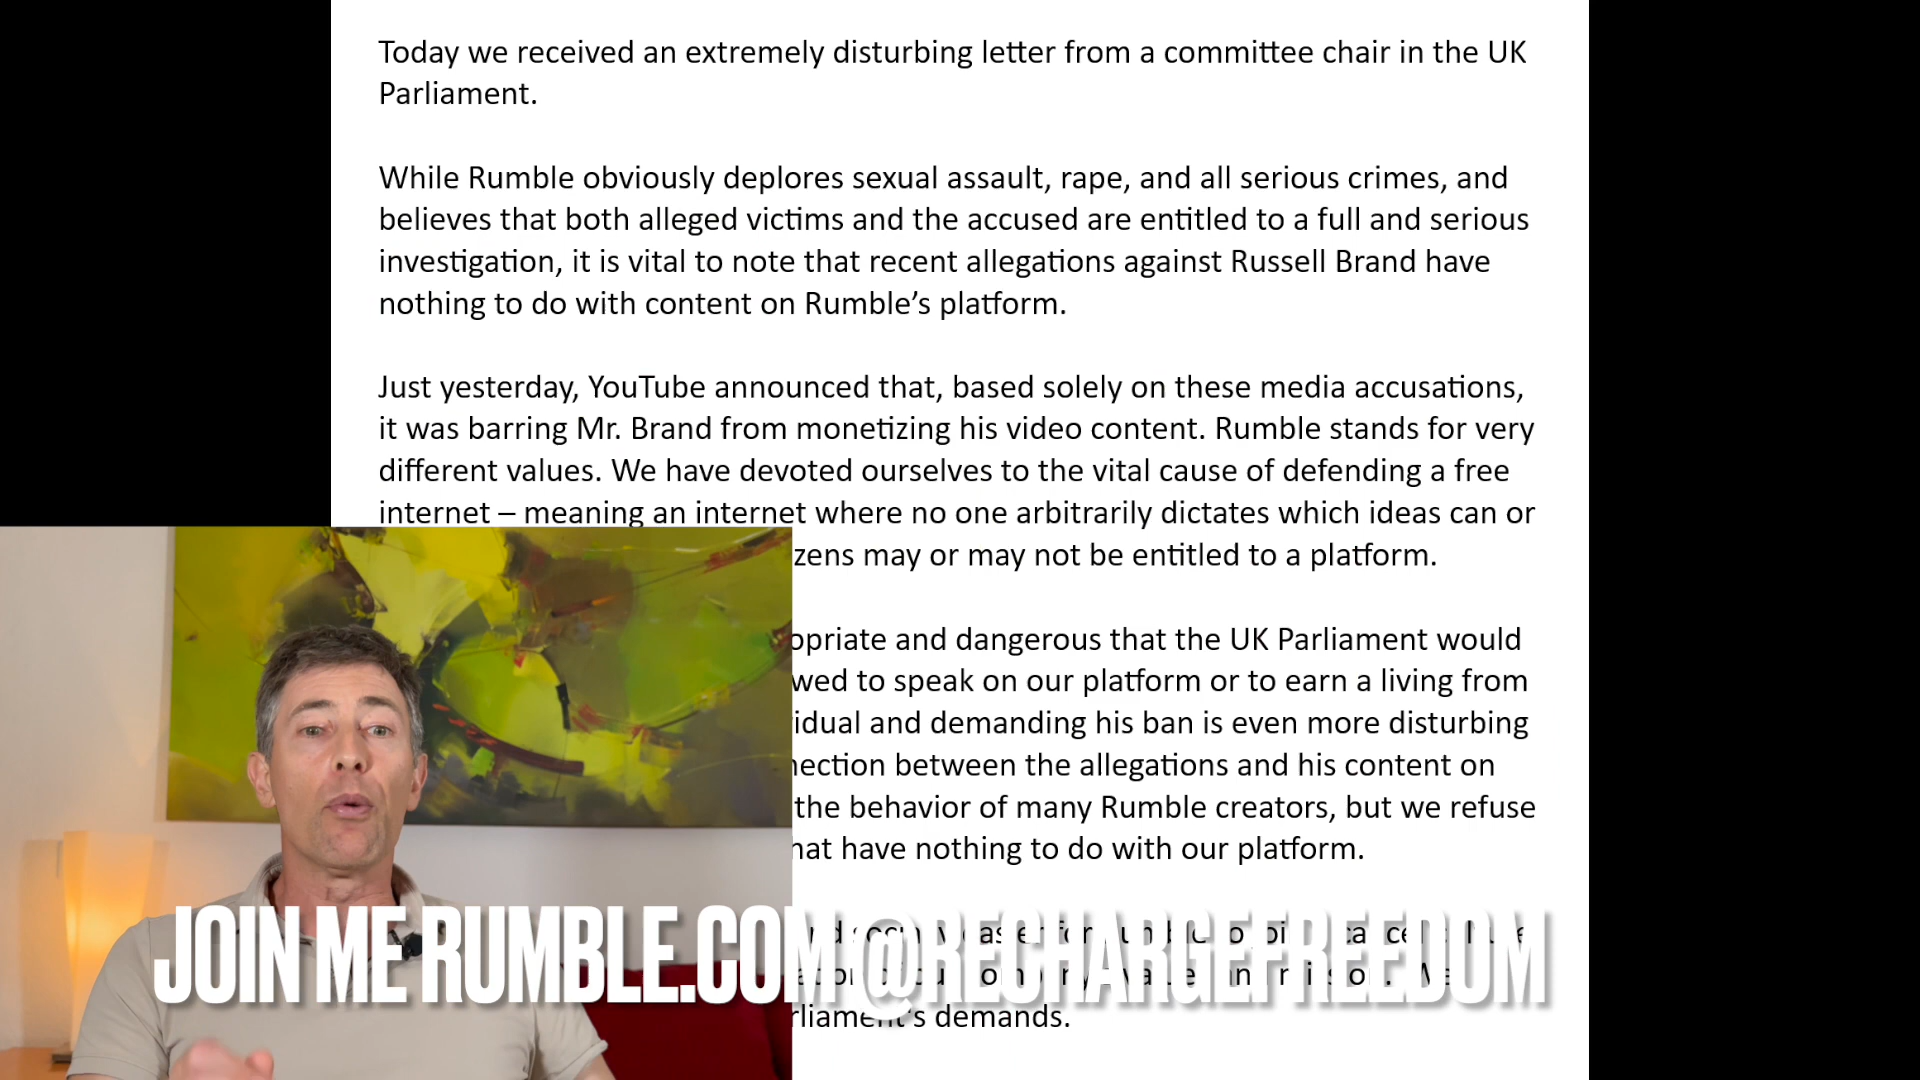 Today we received an extremely disturbing letter from a committee chair in the UK
Parliament.
While Rumble obviously deplores sexual assault, rape, and all serious crimes, and
believes that both alleged victims and the accused are entitled to a full and serious
investigation, it is vital to note that recent allegations against Russell Brand have
nothing to do with content on Rumble’s platform.
Just yesterday, YouTube announced that, based solely on these media accusations,
it was barring Mr. Brand from monetizing his video content. Rumble stands for very
different values. We have devoted ourselves to the vital cause of defending a free
internet – meaning an internet where no one arbitrarily dictates which ideas can or
zens may or may not be entitled to a platform.
opriate and dangerous that the UK Parliament would
wed to speak on our platform or to earn a living from
idual and demanding his ban is even more disturbing
nection between the allegations and his content on
the behavior of many Rumble creators, but we refuse
hat have nothing to do with our platform.
JOIN ME RUMBLE.COM @RECHARGEFREEDOM
rliament’s demands.